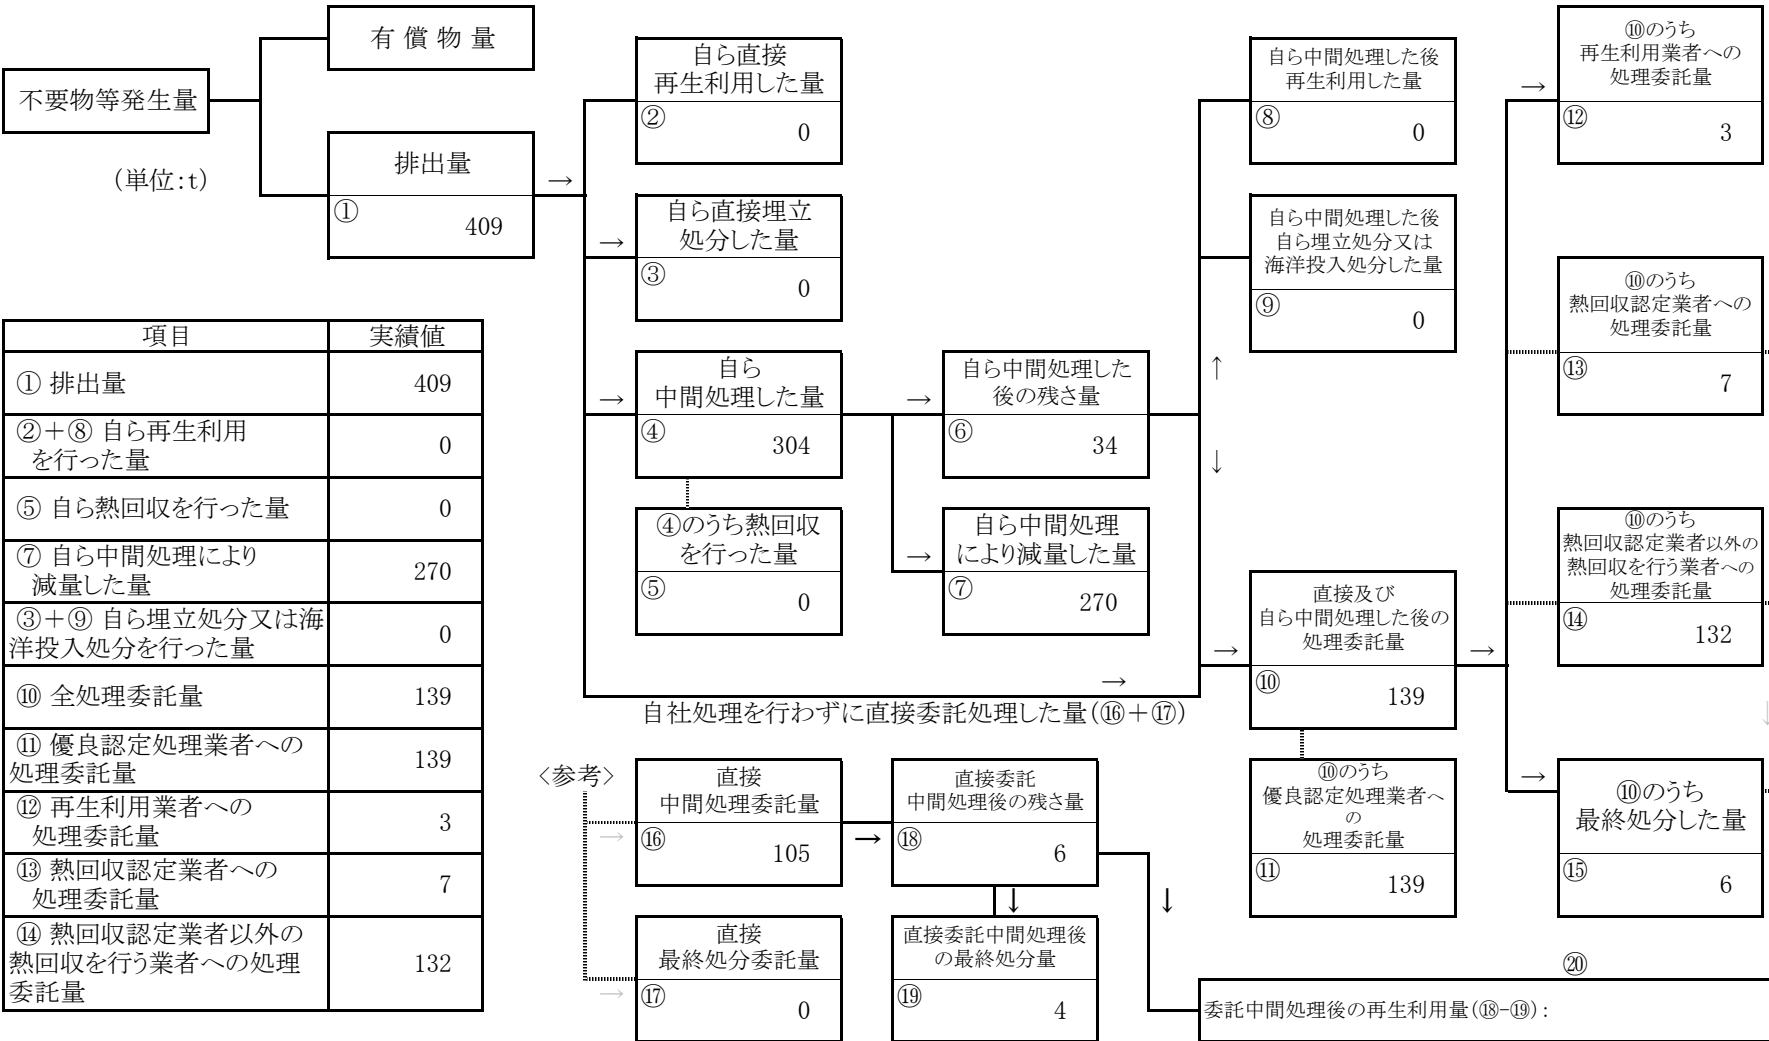 不要物等発生量
(単位:t)
有 償 物 量
排出量
①
409
→
自ら直接
再生利用した量
②
0
→
自ら直接埋立
処分した量
③
0
→
自ら
中間処理した量
④
304
④のうち熱回収
を行った量
⑤
0
→
自ら中間処理した
後の残さ量
⑥
34
→
自ら中間処理
により減量した量
⑦
270
自ら中間処理した後
再生利用した量
⑧
0
自ら中間処理した後
自ら埋立処分又は
海洋投入処分した量
⑨
0
↑
↓
→
直接及び
自ら中間処理した後の
処理委託量
⑩
139
⑩のうち
優良認定処理業者へ
の
処理委託量
⑪
139
→
→
⑩のうち
再生利用業者への
処理委託量
⑫
3
⑩のうち
熱回収認定業者への
処理委託量
⑬
7
⑩のうち
熱回収認定業者以外の
熱回収を行う業者への
処理委託量
⑭
132
↓
→
⑩のうち
最終処分した量
⑮
6
→
自社処理を行わずに直接委託処理した量(⑯+⑰)
<参考>
→
直接
中間処理委託量
⑯
105
→
直接委託
中間処理後の残さ量
⑱
6
↓
↓
→
直接
最終処分委託量
⑰
0
直接委託中間処理後
の最終処分量
⑲
4
⑳
委託中間処理後の再生利用量(⑱-⑲):
項目 実績値
① 排出量 409
②+⑧ 自ら再生利用
を行った量
0
⑤ 自ら熱回収を行った量 0
⑦ 自ら中間処理により
減量した量
270
③+⑨ 自ら埋立処分又は海
洋投入処分を行った量
0
⑩ 全処理委託量 139
⑪ 優良認定処理業者への
処理委託量
139
⑫ 再生利用業者への
処理委託量
3
⑬ 熱回収認定業者への
処理委託量
7
⑭ 熱回収認定業者以外の
熱回収を行う業者への処理
委託量
132